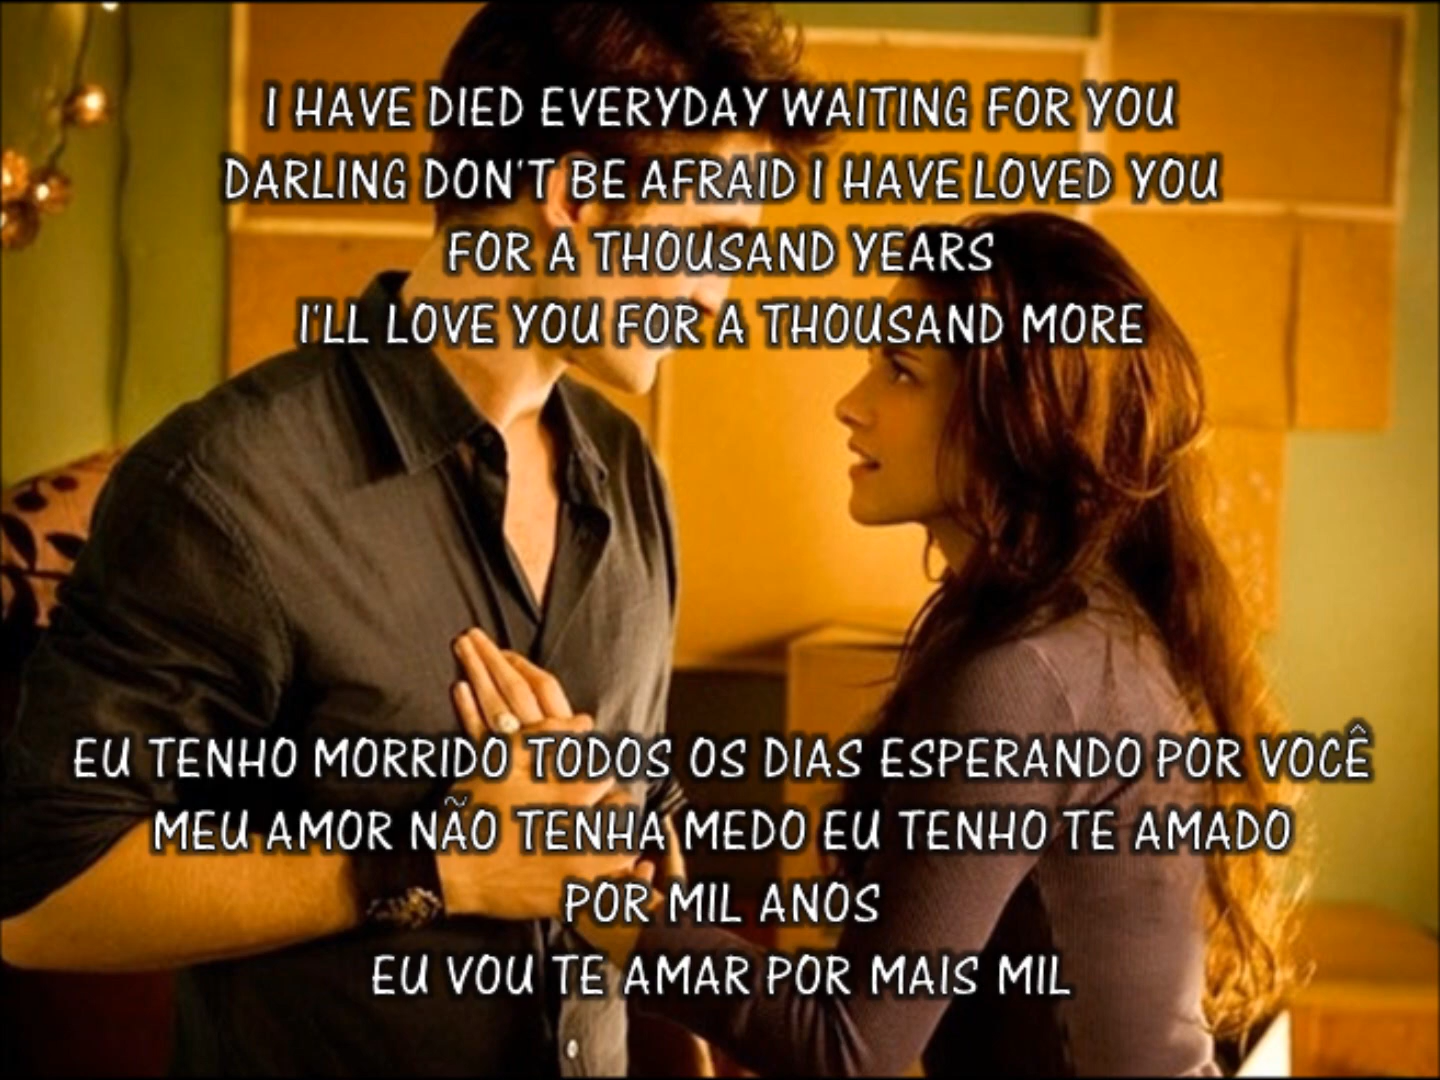 I HAVE DIED EVERYDAY WAITING FOR YOU
DARLING DON'T BE AFRAID I HAVE LOVED YOU
FOR A THOUSAND YEARS
I'LL LOVE YOU FOR A THOUSAND MORE
EU TENHO MORRIDO TODOS OS DIAS ESPERANDO POR VOCÊ
MEU AMOR NÃO TENHA MEDO EU TENHO TE AMADO
POR MIL ANOS
EU VOU TE AMAR POR MAIS MIL